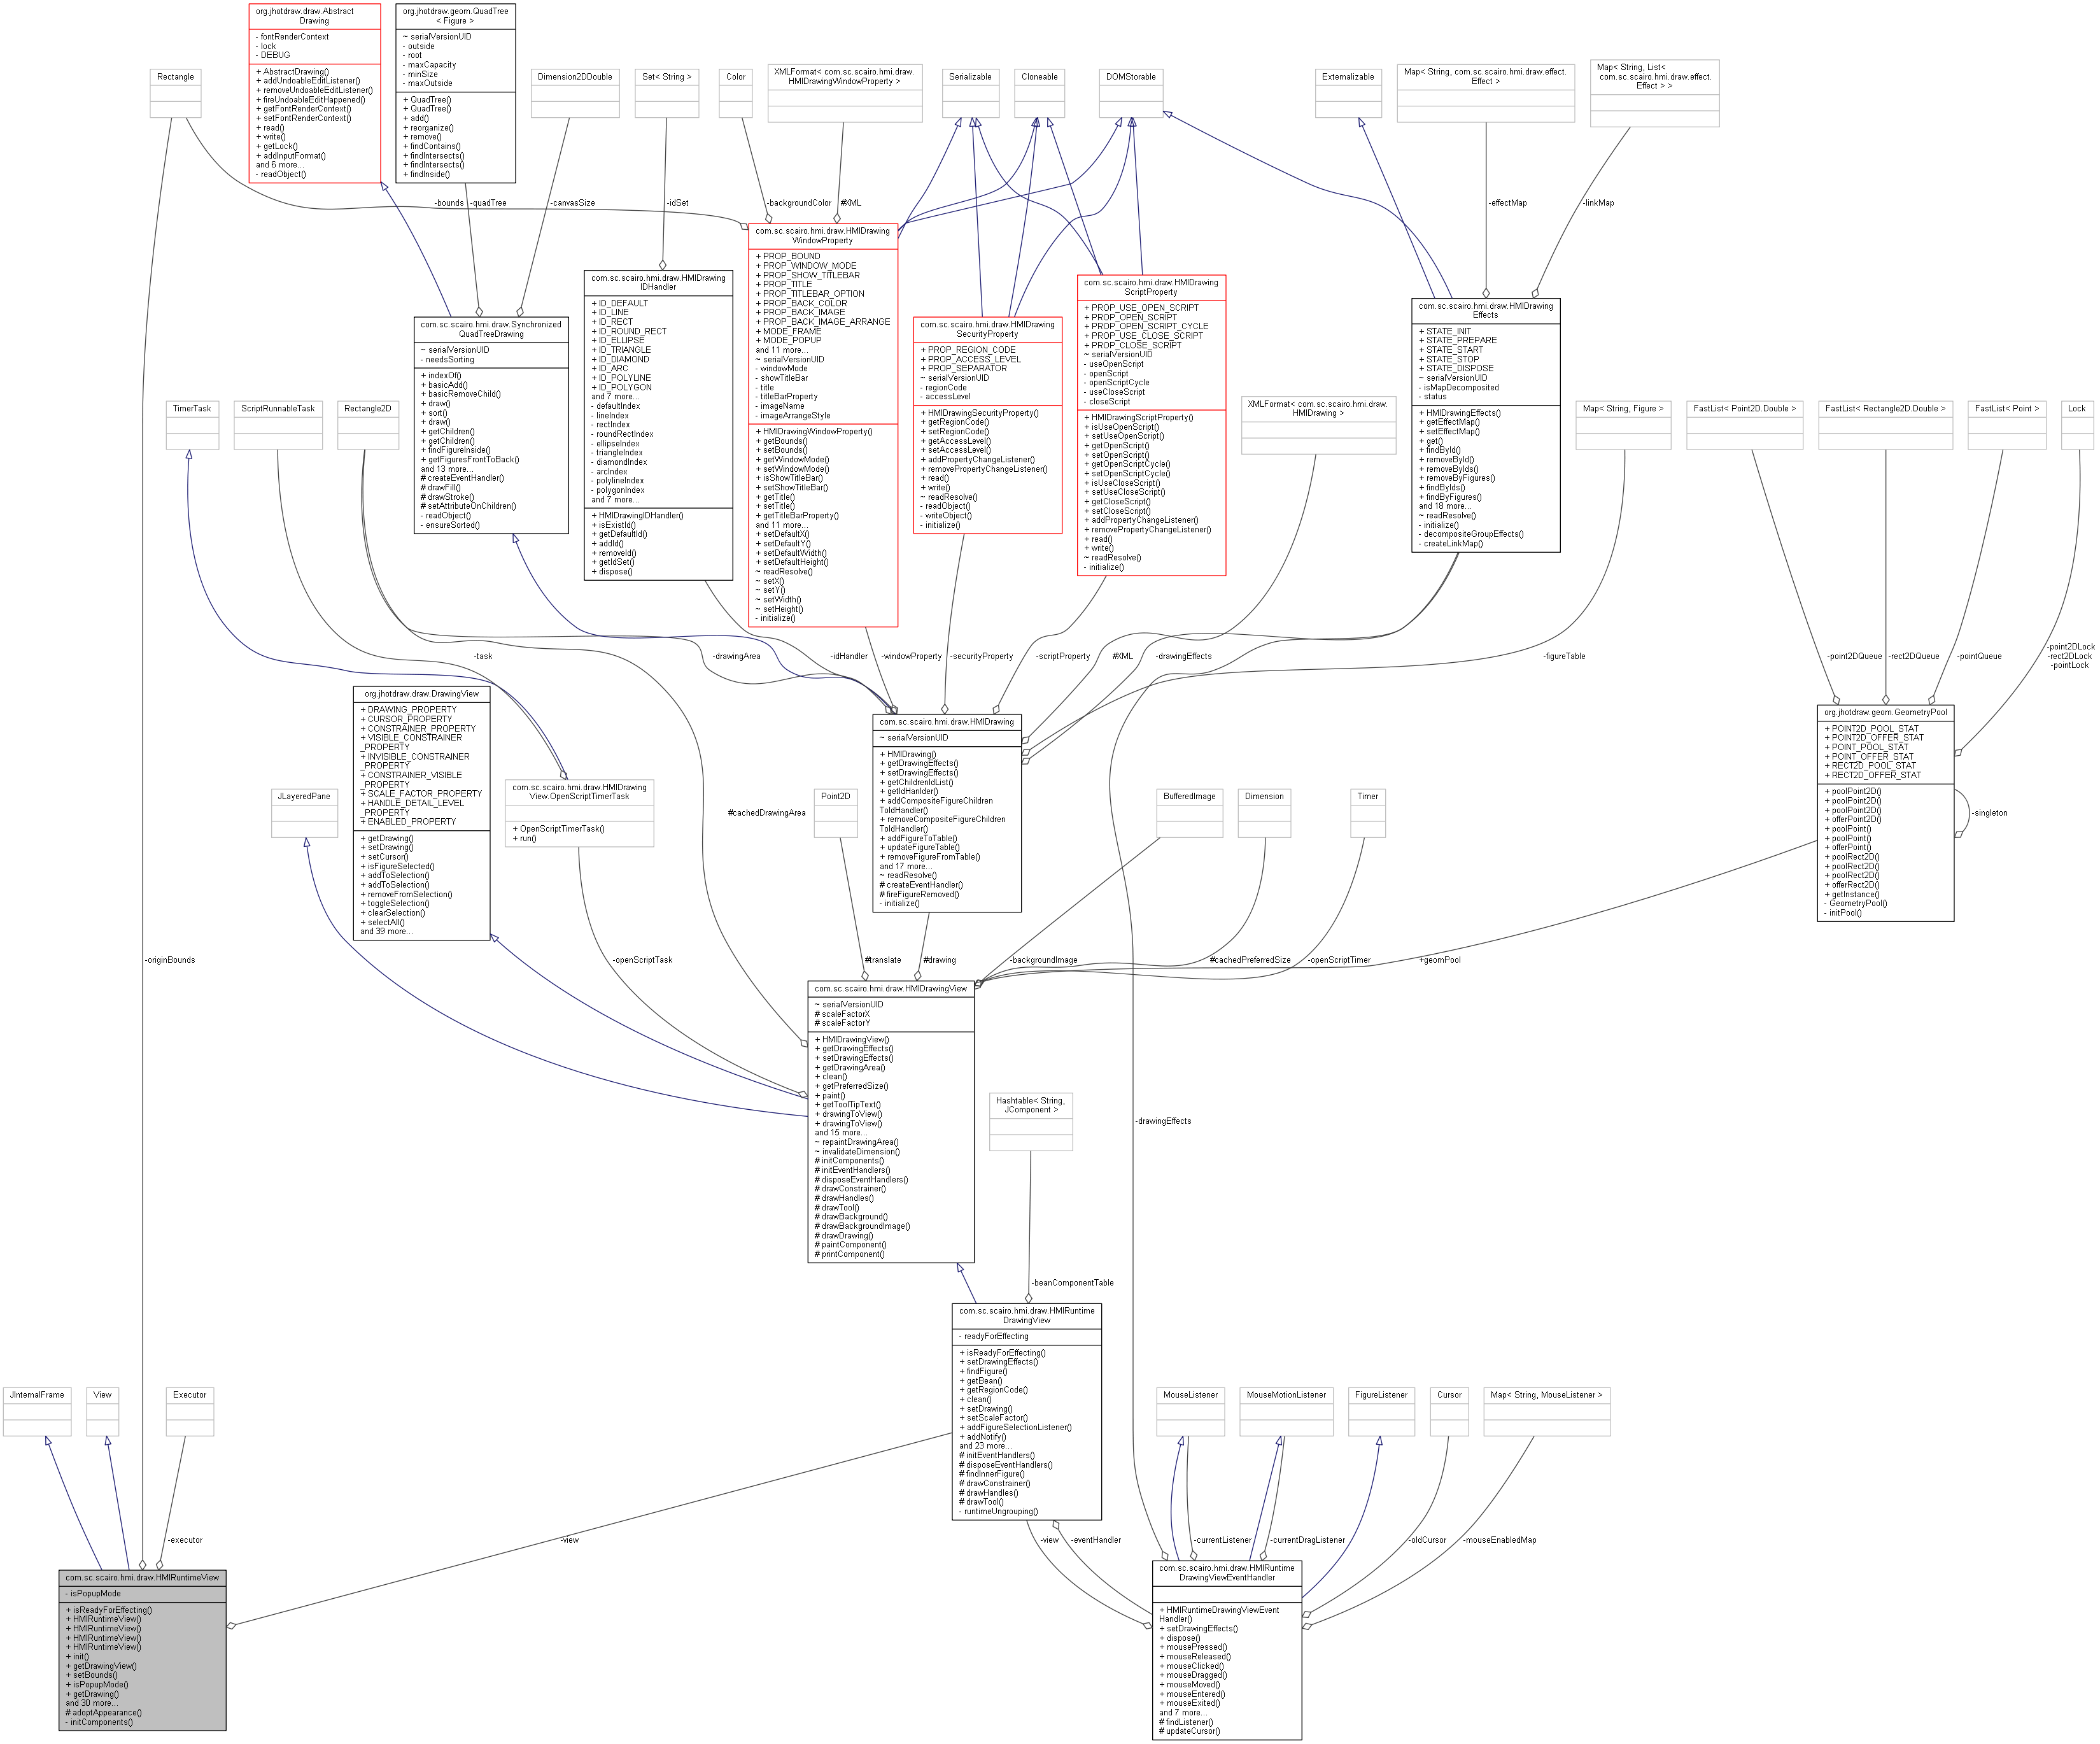 org.jhotdraw.draw.Abstract
Drawing
- fontRenderContext
- lock
- DEBUG
+ AbstractDrawing()
+ addUndoableEditListener()
+ removeUndoableEditListener()
+ fireUndoableEditHappened()
+ getFontRenderContext()
+ setFontRenderContext()
+ read()
+ write()
+ getLock()
+ addInputFormat()
and 6 more...
- readObject()
org.jhotdraw.geom.QuadTree
< Figure >
~ serialVersionUID
- outside
- root
- maxCapacity
- minSize
- maxOutside
+ QuadTree()
+ QuadTree()
+ add()
+ reorganize()
+ remove()
+ findContains()
+ findIntersects()
+ findIntersects()
+ findInside()
Rectangle
Dimension2DDouble
Set< String >
Color
XMLFormat< com.sc.scairo.hmi.draw.
HMIDrawingWindowProperty >
Serializable
Cloneable
DOMStorable
Externalizable
Map< String, com.sc.scairo.hmi.draw.effect.
Effect >
Map< String, List<
com.sc.scairo.hmi.draw.effect.
Effect > >
-bounds
-quadTree
-canvasSize
-idSet
-backgroundColor
#XML
-effectMap
-linkMap
com.sc.scairo.hmi.draw.HMIDrawing
WindowProperty
+ PROP_BOUND
+ PROP_WINDOW_MODE
+ PROP_SHOW_TITLEBAR
+ PROP_TITLE
+ PROP_TITLEBAR_OPTION
+ PROP_BACK_COLOR
+ PROP_BACK_IMAGE
+ PROP_BACK_IMAGE_ARRANGE
+ MODE_FRAME
+ MODE_POPUP
and 11 more...
~ serialVersionUID
- windowMode
- showTitleBar
- title
- titleBarProperty
- imageName
- imageArrangeStyle
+ HMIDrawingWindowProperty()
+ getBounds()
+ setBounds()
+ getWindowMode()
+ setWindowMode()
+ isShowTitleBar()
+ setShowTitleBar()
+ getTitle()
+ setTitle()
+ getTitleBarProperty()
and 11 more...
+ setDefaultX()
+ setDefaultY()
+ setDefaultWidth()
+ setDefaultHeight()
~ readResolve()
~ setX()
~ setY()
~ setWidth()
~ setHeight()
- initialize()
com.sc.scairo.hmi.draw.HMIDrawing
IDHandler
+ ID_DEFAULT
+ ID_LINE
+ ID_RECT
+ ID_ROUND_RECT
+ ID_ELLIPSE
+ ID_TRIANGLE
+ ID_DIAMOND
+ ID_ARC
+ ID_POLYLINE
+ ID_POLYGON
and 7 more...
- defaultIndex
- lineIndex
- rectIndex
- roundRectIndex
- ellipseIndex
- triangleIndex
- diamondIndex
- arcIndex
- polylineIndex
- polygonIndex
and 7 more...
+ HMIDrawingIDHandler()
+ isExistId()
+ getDefaultId()
+ addId()
+ removeId()
+ getIdSet()
+ dispose()
com.sc.scairo.hmi.draw.Synchronized
QuadTreeDrawing
~ serialVersionUID
- needsSorting
+ indexOf()
+ basicAdd()
+ basicRemoveChild()
+ draw()
+ sort()
+ draw()
+ getChildren()
+ getChildren()
+ findFigureInside()
+ getFiguresFrontToBack()
and 13 more...
# createEventHandler()
# drawFill()
# drawStroke()
# setAttributeOnChildren()
- readObject()
- ensureSorted()
com.sc.scairo.hmi.draw.HMIDrawing
SecurityProperty
+ PROP_REGION_CODE
+ PROP_ACCESS_LEVEL
+ PROP_SEPARATOR
~ serialVersionUID
- regionCode
- accessLevel
+ HMIDrawingSecurityProperty()
+ getRegionCode()
+ setRegionCode()
+ getAccessLevel()
+ setAccessLevel()
+ addPropertyChangeListener()
+ removePropertyChangeListener()
+ read()
+ write()
~ readResolve()
- readObject()
- writeObject()
- initialize()
com.sc.scairo.hmi.draw.HMIDrawing
ScriptProperty
+ PROP_USE_OPEN_SCRIPT
+ PROP_OPEN_SCRIPT
+ PROP_OPEN_SCRIPT_CYCLE
+ PROP_USE_CLOSE_SCRIPT
+ PROP_CLOSE_SCRIPT
~ serialVersionUID
- useOpenScript
- openScript
- openScriptCycle
- useCloseScript
- closeScript
+ HMIDrawingScriptProperty()
+ isUseOpenScript()
+ setUseOpenScript()
+ getOpenScript()
+ setOpenScript()
+ getOpenScriptCycle()
+ setOpenScriptCycle()
+ isUseCloseScript()
+ setUseCloseScript()
+ getCloseScript()
+ setCloseScript()
+ addPropertyChangeListener()
+ removePropertyChangeListener()
+ read()
+ write()
~ readResolve()
- initialize()
com.sc.scairo.hmi.draw.HMIDrawing
Effects
+ STATE_INIT
+ STATE_PREPARE
+ STATE_START
+ STATE_STOP
+ STATE_DISPOSE
~ serialVersionUID
- isMapDecomposited
- status
+ HMIDrawingEffects()
+ getEffectMap()
+ setEffectMap()
+ get()
+ findById()
+ removeById()
+ removeByIds()
+ removeByFigures()
+ findByIds()
+ findByFigures()
and 18 more...
~ readResolve()
- initialize()
- decompositeGroupEffects()
- createLinkMap()
TimerTask
ScriptRunnableTask
Rectangle2D
XMLFormat< com.sc.scairo.hmi.draw.
HMIDrawing >
Map< String, Figure >
FastList< Point2D.Double >
FastList< Rectangle2D.Double >
FastList< Point >
Lock
-task
-drawingArea
-idHandler
-windowProperty
-securityProperty
-scriptProperty
#XML
-drawingEffects
-figureTable
-point2DQueue
-rect2DQueue
-pointQueue
-point2DLock
-rect2DLock
-pointLock
org.jhotdraw.draw.DrawingView
+ DRAWING_PROPERTY
+ CURSOR_PROPERTY
+ CONSTRAINER_PROPERTY
+ VISIBLE_CONSTRAINER
_PROPERTY
+ INVISIBLE_CONSTRAINER
_PROPERTY
+ CONSTRAINER_VISIBLE
_PROPERTY
+ SCALE_FACTOR_PROPERTY
+ HANDLE_DETAIL_LEVEL
_PROPERTY
+ ENABLED_PROPERTY
+ getDrawing()
+ setDrawing()
+ setCursor()
+ isFigureSelected()
+ addToSelection()
+ addToSelection()
+ removeFromSelection()
+ toggleSelection()
+ clearSelection()
+ selectAll()
and 39 more...
com.sc.scairo.hmi.draw.HMIDrawing
~ serialVersionUID
+ HMIDrawing()
+ getDrawingEffects()
+ setDrawingEffects()
+ getChildrenIdList()
+ getIdHanlder()
+ addCompositeFigureChildren
ToIdHandler()
+ removeCompositeFigureChildren
ToIdHandler()
+ addFigureToTable()
+ updateFigureTable()
+ removeFigureFromTable()
and 17 more...
~ readResolve()
# createEventHandler()
# fireFigureRemoved()
- initialize()
org.jhotdraw.geom.GeometryPool
+ POINT2D_POOL_STAT
+ POINT2D_OFFER_STAT
+ POINT_POOL_STAT
+ POINT_OFFER_STAT
+ RECT2D_POOL_STAT
+ RECT2D_OFFER_STAT
+ poolPoint2D()
+ poolPoint2D()
+ poolPoint2D()
+ offerPoint2D()
+ poolPoint()
+ poolPoint()
+ offerPoint()
+ poolRect2D()
+ poolRect2D()
+ poolRect2D()
+ offerRect2D()
+ getInstance()
- GeometryPool()
- initPool()
-singleton
JLayeredPane
com.sc.scairo.hmi.draw.HMIDrawing
View.OpenScriptTimerTask
+ OpenScriptTimerTask()
+ run()
#cachedDrawingArea
Point2D
BufferedImage
Dimension
Timer
-originBounds
-openScriptTask
#translate
#drawing
-backgroundImage
#cachedPreferredSize
-openScriptTimer
+geomPool
com.sc.scairo.hmi.draw.HMIDrawingView
~ serialVersionUID
# scaleFactorX
# scaleFactorY
+ HMIDrawingView()
+ getDrawingEffects()
+ setDrawingEffects()
+ getDrawingArea()
+ clean()
+ getPreferredSize()
+ paint()
+ getToolTipText()
+ drawingToView()
+ drawingToView()
and 15 more...
~ repaintDrawingArea()
~ invalidateDimension()
# initComponents()
# initEventHandlers()
# disposeEventHandlers()
# drawConstrainer()
# drawHandles()
# drawTool()
# drawBackground()
# drawBackgroundImage()
# drawDrawing()
# paintComponent()
# printComponent()
Hashtable< String,
JComponent >
-drawingEffects
-beanComponentTable
com.sc.scairo.hmi.draw.HMIRuntime
DrawingView
- readyForEffecting
+ isReadyForEffecting()
+ setDrawingEffects()
+ findFigure()
+ getBean()
+ getRegionCode()
+ clean()
+ setDrawing()
+ setScaleFactor()
+ addFigureSelectionListener()
+ addNotify()
and 23 more...
# initEventHandlers()
# disposeEventHandlers()
# findInnerFigure()
# drawConstrainer()
# drawHandles()
# drawTool()
- runtimeUngrouping()
JInternalFrame
View
Executor
MouseListener
MouseMotionListener
FigureListener
Cursor
Map< String, MouseListener >
-executor
-view
-view
-eventHandler
-currentListener
-currentDragListener
-oldCursor
-mouseEnabledMap
com.sc.scairo.hmi.draw.HMIRuntimeView
- isPopupMode
+ isReadyForEffecting()
+ HMIRuntimeView()
+ HMIRuntimeView()
+ HMIRuntimeView()
+ HMIRuntimeView()
+ init()
+ getDrawingView()
+ setBounds()
+ isPopupMode()
+ getDrawing()
and 30 more...
# adoptAppearance()
- initComponents()
com.sc.scairo.hmi.draw.HMIRuntime
DrawingViewEventHandler
+ HMIRuntimeDrawingViewEvent
Handler()
+ setDrawingEffects()
+ dispose()
+ mousePressed()
+ mouseReleased()
+ mouseClicked()
+ mouseDragged()
+ mouseMoved()
+ mouseEntered()
+ mouseExited()
and 7 more...
# findListener()
# updateCursor()